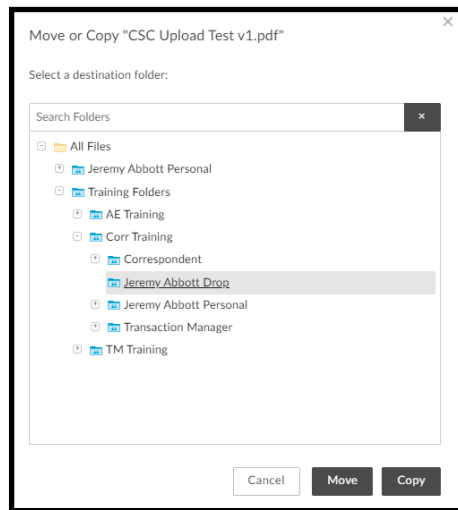 Move or Copy "CSC Upload Test v1.pdf"
Select a destination folder:
Search Folders
All Files
Jeremy Abbott Personal
Training Folders
AE Training
Corr Training
Correspondent
Jeremy Abbott Drop
Jeremy Abbott Personal
Transaction Manager
TM Training
Cancel Move Copy